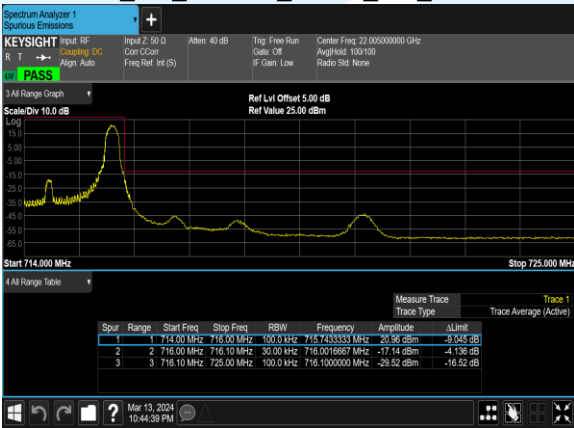 Spectrum Analyzer 1
Spurious Emissions
KEYSIGHT Input: RF Input Z: 50 Ω Atten: 40 dB Trig: Free Run Center Freq: 22.005000000 GHz
R T Coupling: DC Corr CCorr Gate: Off Avg|Hold: 100/100
Align: Auto Freq Ref: Int (S) IF Gain: Low Radio Std: None
PASS
3 All Range Graph
Ref Lvl Offset 5.00 dB
Scale/Div 10.0 dB Ref Value 25.00 dBm
Log
15.0
5.00
-5.00
-15.0
-25.0
-35.0
-45.0
-55.0
-65.0
Start 714.000 MHz Stop 725.000 MHz
4 All Range Table
Measure Trace Trace 1
Trace Type Trace Average (Active)
Spur Range Start Freq Stop Freq RBW Frequency Amplitude ΔLimit
1 1 714.00 MHz 716.00 MHz 100.0 kHz 715.7433333 MHz 20.96 dBm -9.045 dB
2 2 716.00 MHz 716.10 MHz 30.00 kHz 716.0016667 MHz -17.14 dBm -4.136 dB
3 3 716.10 MHz 725.00 MHz 100.0 kHz 716.1000000 MHz -29.52 dBm -16.52 dB
?
Mar 13, 2024
10:44:39 PM